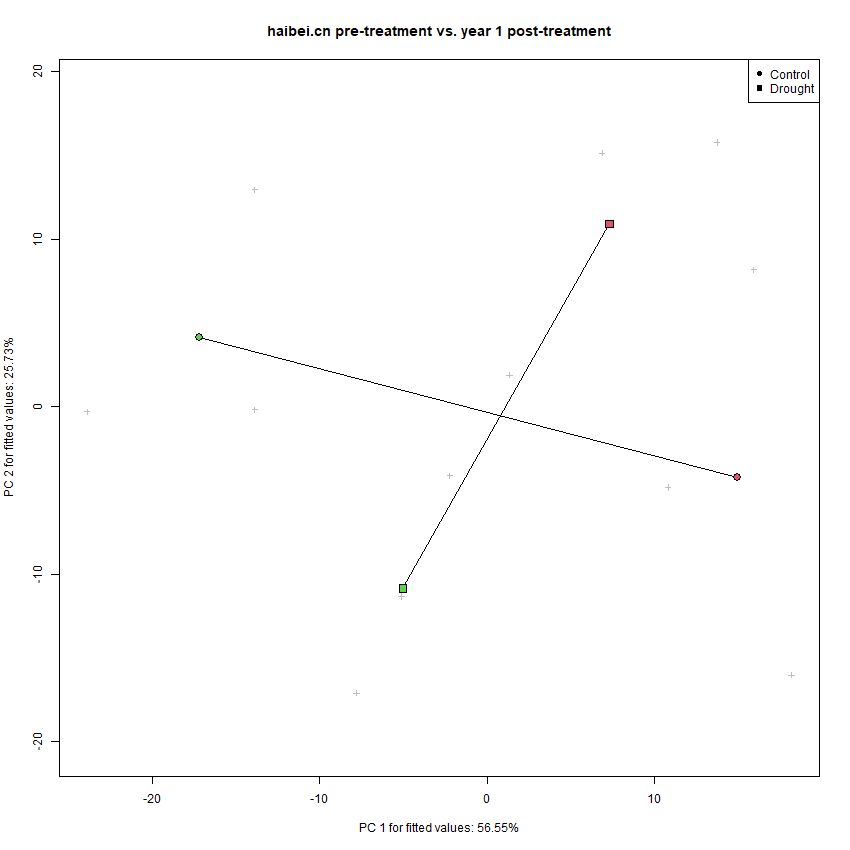 haibei.cn pre-treatment vs. year 1 post-treatment
Control
Drought
20
10
0
-10
-20
PC 2 for fitted values: 25.73%
-20
-10
0
10
PC 1 for fitted values: 56.55%